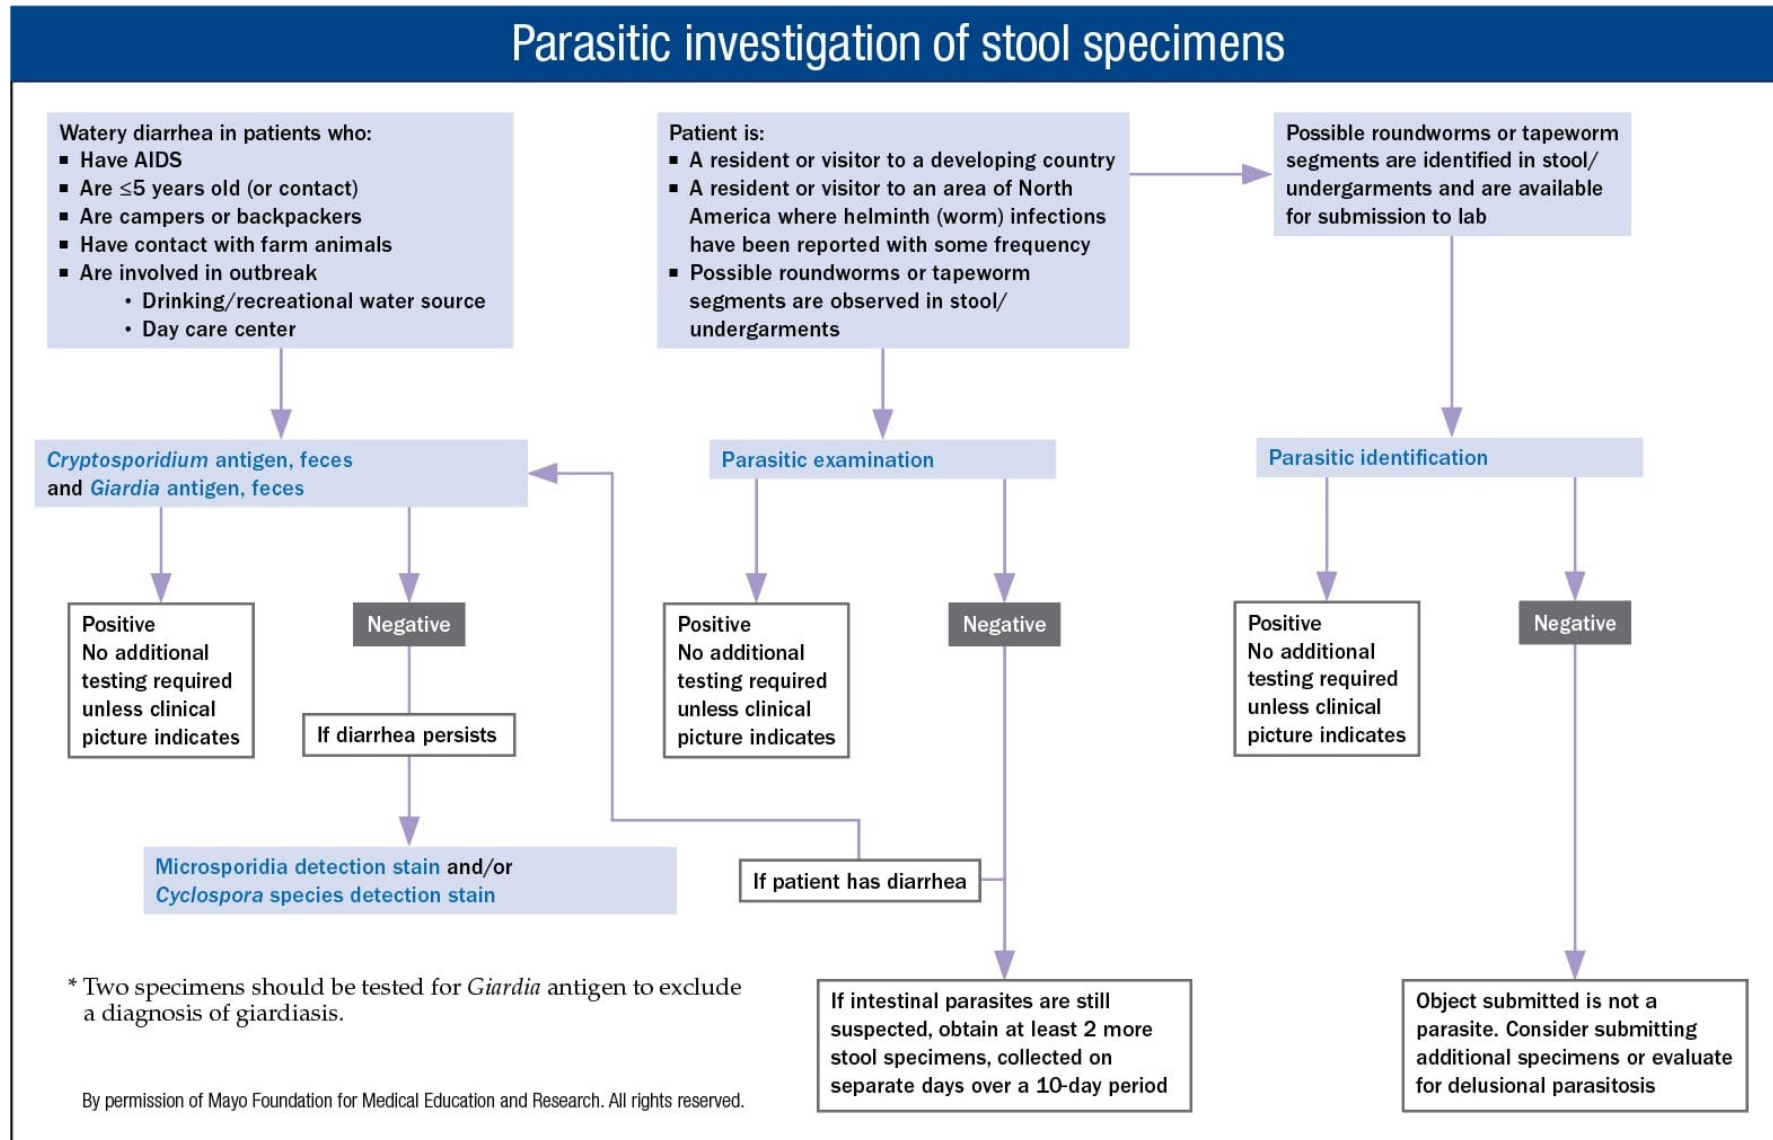 Parasitic investigation of stool specimens
Watery diarrhea in patients who:
▪ Have AIDS
▪ Are ≤5 years old (or contact)
▪ Are campers or backpackers
▪ Have contact with farm animals
▪ Are involved in outbreak
• Drinking/recreational water source
• Day care center
Patient is:
▪ A resident or visitor to a developing country
▪ A resident or visitor to an area of North
America where helminth (worm) infections
have been reported with some frequency
▪ Possible roundworms or tapeworm
segments are observed in stool/
undergarments
Possible roundworms or tapeworm
segments are identified in stool/
undergarments and are available
for submission to lab
Cryptosporidium antigen, feces
and Giardia antigen, feces
Parasitic examination
Parasitic identification
Positive
No additional
testing required
unless clinical
picture indicates
Negative
Positive
No additional
testing required
unless clinical
picture indicates
Negative
Positive
No additional
testing required
unless clinical
picture indicates
Negative
If diarrhea persists
Microsporidia detection stain and/or
Cyclospora species detection stain
If patient has diarrhea
* Two specimens should be tested for Giardia antigen to exclude
a diagnosis of giardiasis.
If intestinal parasites are still
suspected, obtain at least 2 more
stool specimens, collected on
separate days over a 10-day period
Object submitted is not a
parasite. Consider submitting
additional specimens or evaluate
for delusional parasitosis
By permission of Mayo Foundation for Medical Education and Research. All rights reserved.